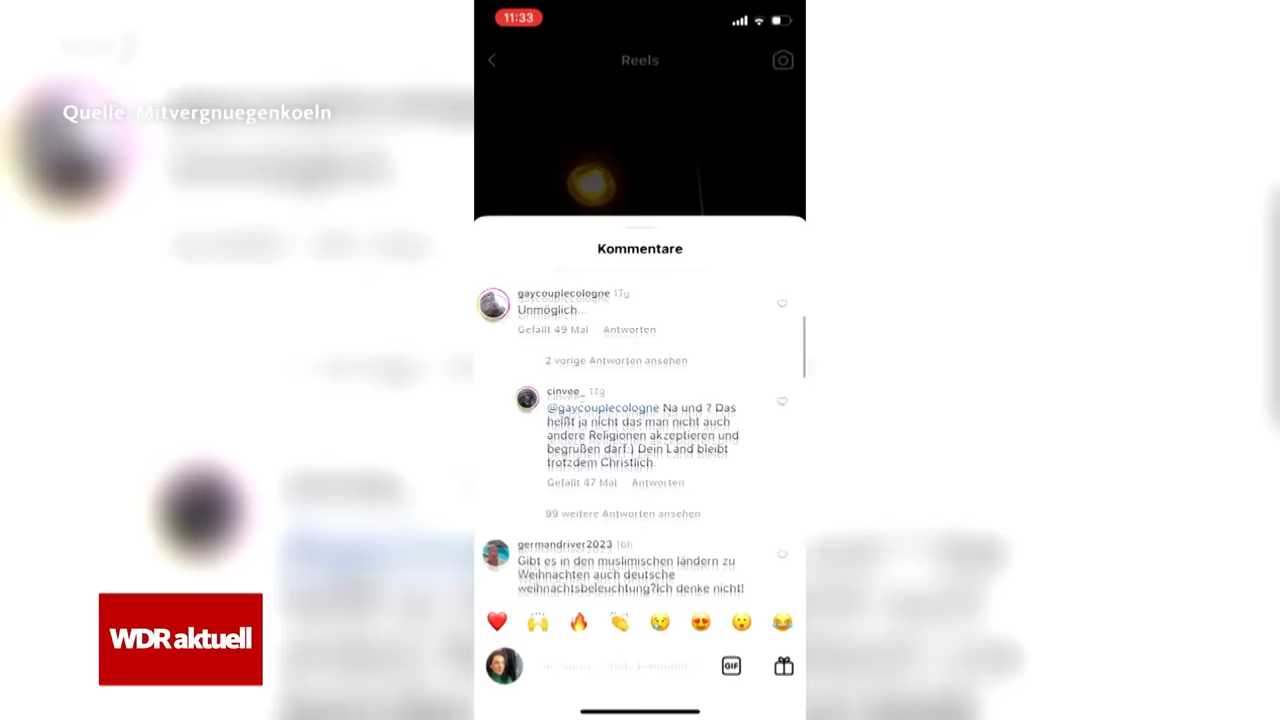 11:33
Reels
Quelle: Mitvergnuegenkoeln
Kommentare
gaycouplecologne 1Tg
Unmöglich...
Gefällt 49 Mal Antworten
2 vorige Antworten ansehen
cinvee_ 1Tg
@gaycouplecologne Na und ? Das
heißt ja nicht das man nicht auch
andere Religionen akzeptieren und
begrüßen darf:) Dein Land bleibt
trotzdem Christlich.
Gefällt 47 Mal Antworten
99 weitere Antworten ansehen
germandriver2023 16h
Gibt es in den muslimischen ländern zu
Weihnachten auch deutsche
weihnachtsbeleuchtung?Ich denke nicht!
GIF
WDR aktuell